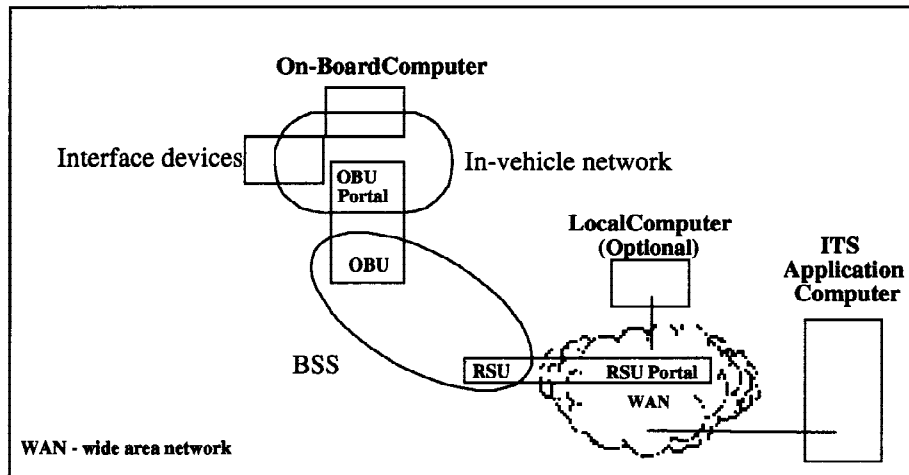 On-BoardComputer
Interface devices
In-vehicle network
OBU
Portal
OBU
LocalComputer
(Optional)
ITS
Application
Computer
BSS
RSU
RSU Portal
WAN
WAN - wide area network